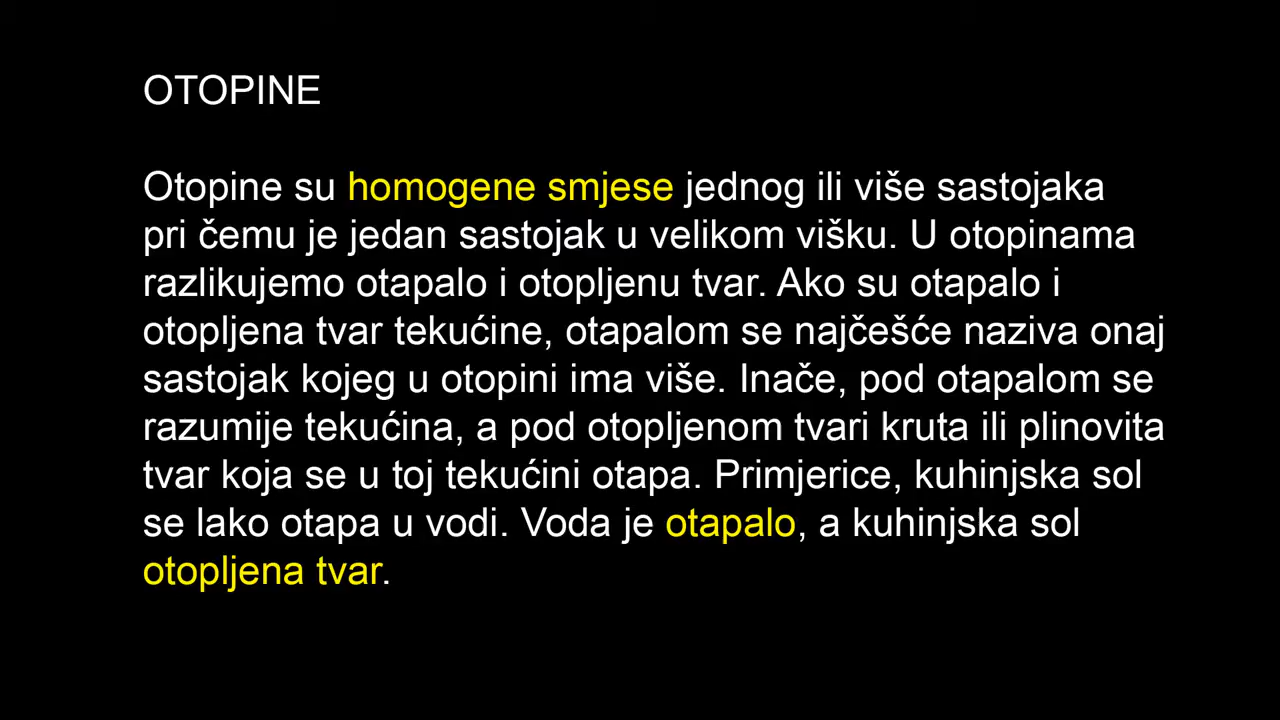 OTOPINE
Otopine su homogene smjese jednog ili više sastojaka
pri čemu je jedan sastojak u velikom višku. U otopinama
razlikujemo otapalo i otopljenu tvar. Ako su otapalo i
otopljena tvar tekućine, otapalom se najčešće naziva onaj
sastojak kojeg u otopini ima više. Inače, pod otapalom se
razumije tekućina, a pod otopljenom tvari kruta ili plinovita
tvar koja se u toj tekućini otapa. Primjerice, kuhinjska sol
se lako otapa u vodi. Voda je otapalo, a kuhinjska sol
otopljena tvar.